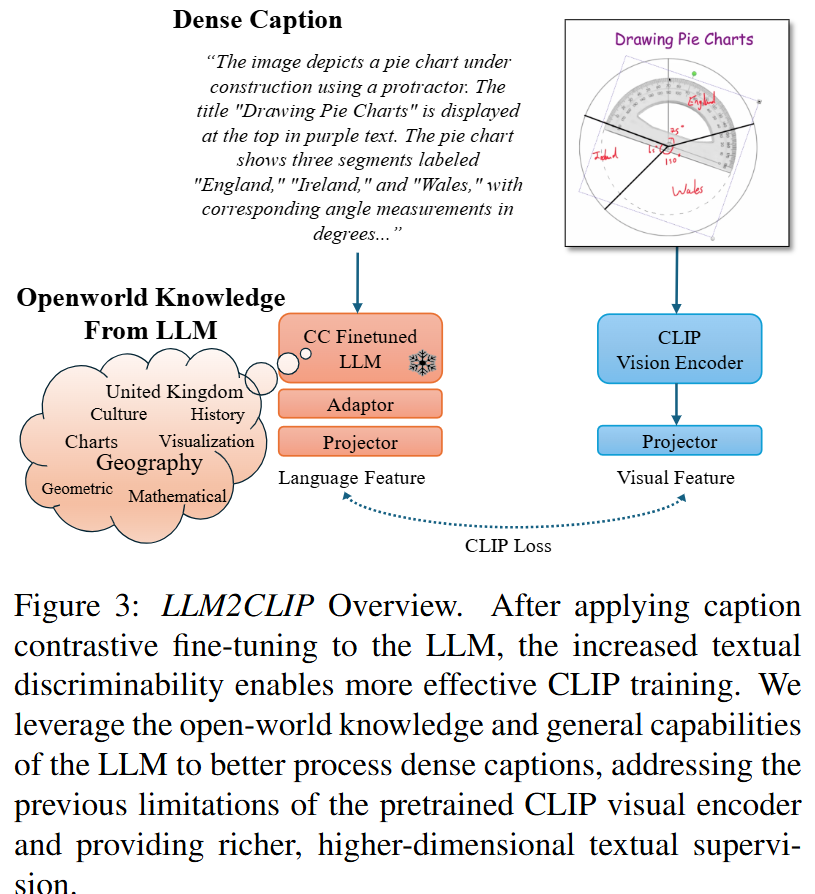 Dense Caption
“The image depicts a pie chart under
construction using a protractor. The
title "Drawing Pie Charts" is displayed
at the top in purple text. The pie chart
shows three segments labeled
"England," "Ireland," and "Wales," with
corresponding angle measurements in
degrees...”
Drawing Pie Charts
England
75°
110°
Wales
Openworld Knowledge
From LLM
CC Finetuned
LLM
Adaptor
Projector
Language Feature
United Kingdom
Culture History
Charts Visualization
Geography
Geometric Mathematical
CLIP
Vision Encoder
Projector
Visual Feature
CLIP Loss
Figure 3: LLM2CLIP Overview. After applying caption
contrastive fine-tuning to the LLM, the increased textual
discriminability enables more effective CLIP training. We
leverage the open-world knowledge and general capabilities
of the LLM to better process dense captions, addressing the
previous limitations of the pretrained CLIP visual encoder
and providing richer, higher-dimensional textual supervi-
sion.